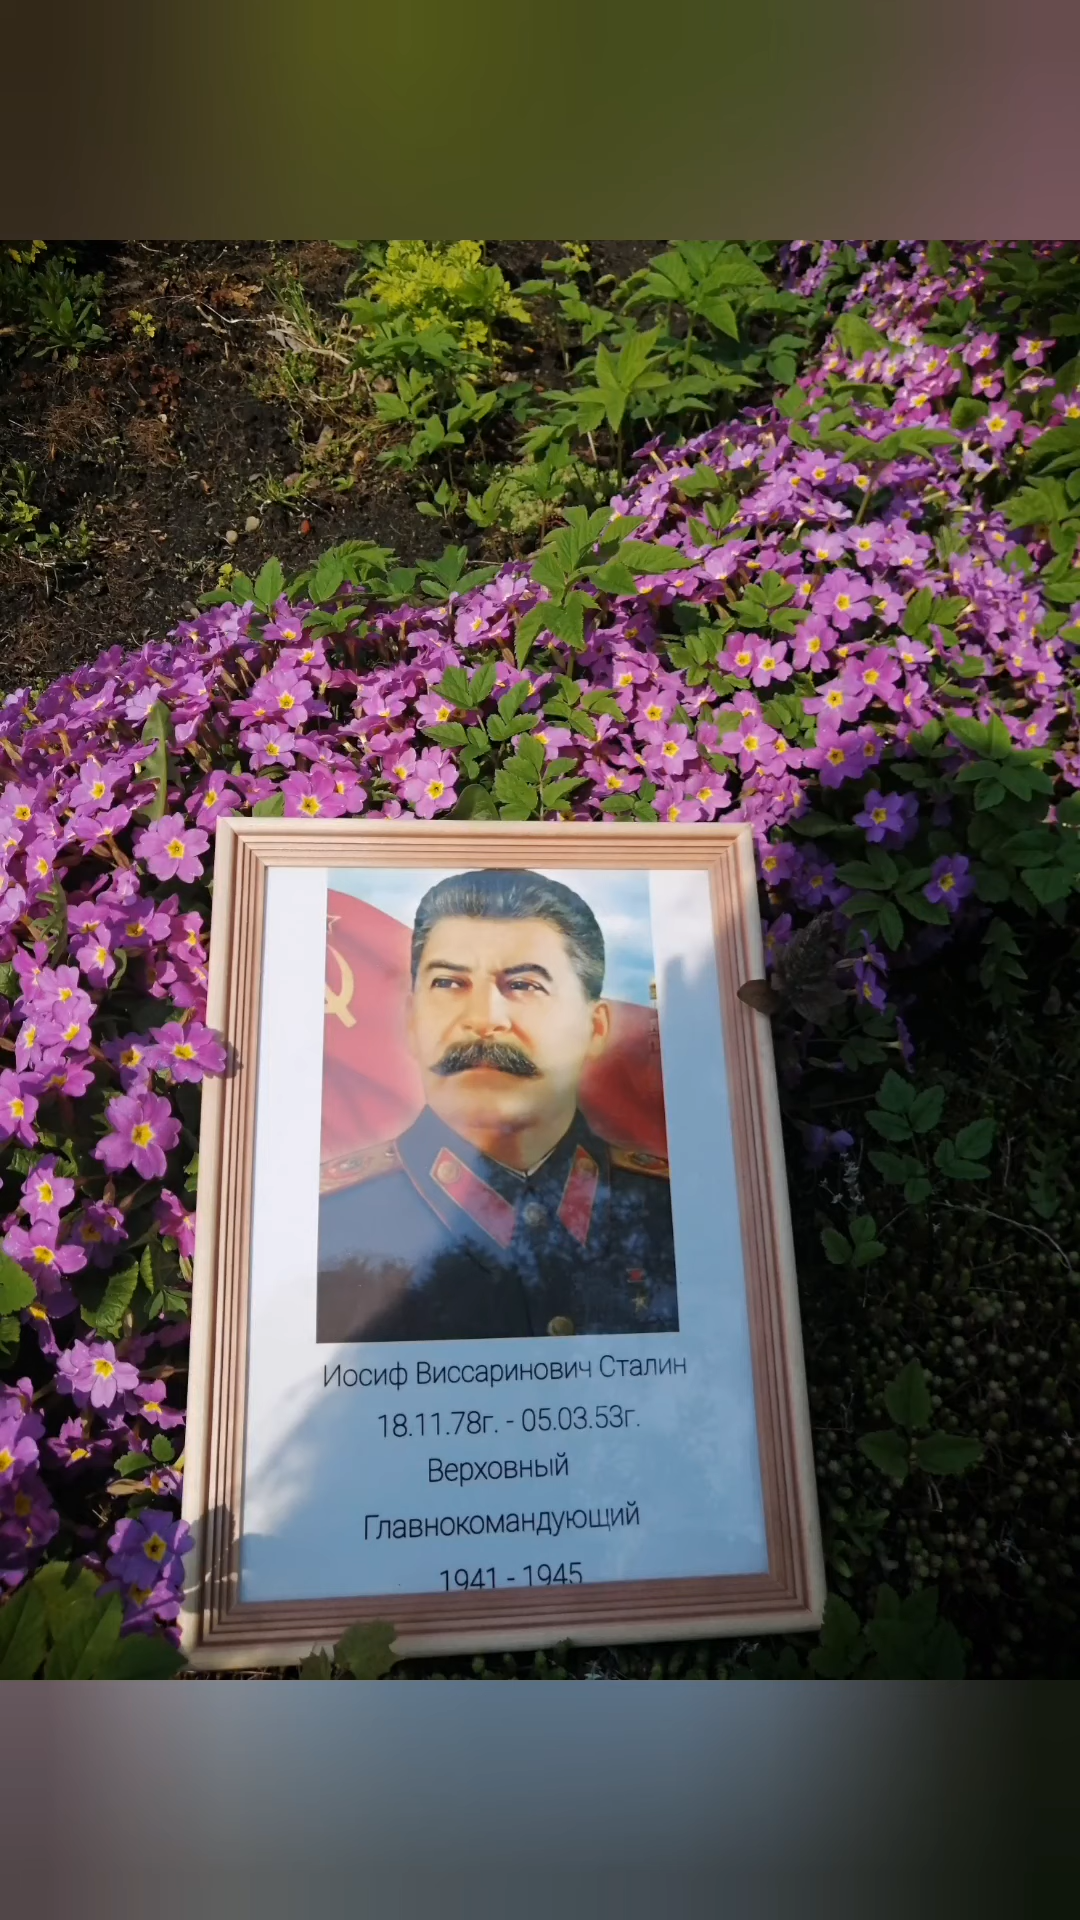 Иосиф Виссаринович Сталин
18.11.78г. - 05.03.53г.
Верховный
Главнокомандующий
1941 - 1945